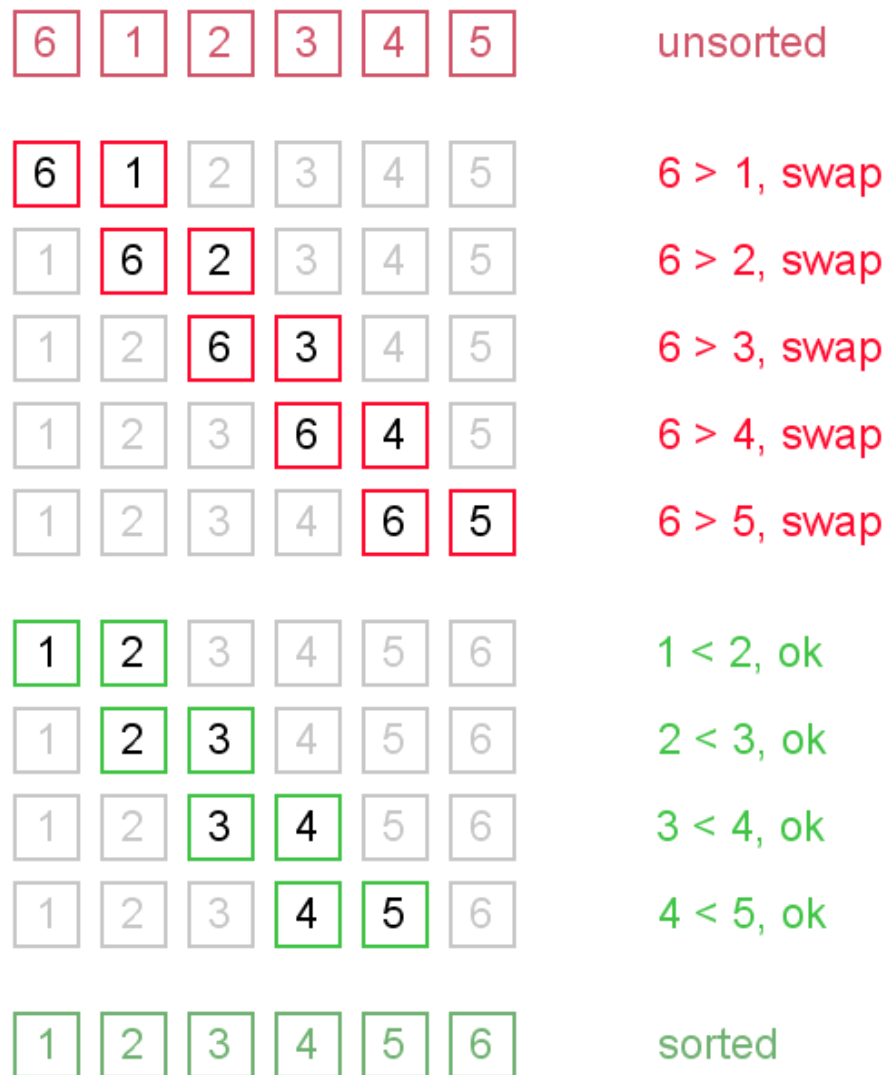 6 1 2 3 4 5 unsorted
6 1 2 3 4 5 6 > 1, swap
1 6 2 3 4 5 6 > 2, swap
1 2 6 3 4 5 6 > 3, swap
1 2 3 6 4 5 6 > 4, swap
1 2 3 4 6 5 6 > 5, swap
1 2 3 4 5 6 1 < 2, ok
1 2 3 4 5 6 2 < 3, ok
1 2 3 4 5 6 3 < 4, ok
1 2 3 4 5 6 4 < 5, ok
1 2 3 4 5 6 sorted